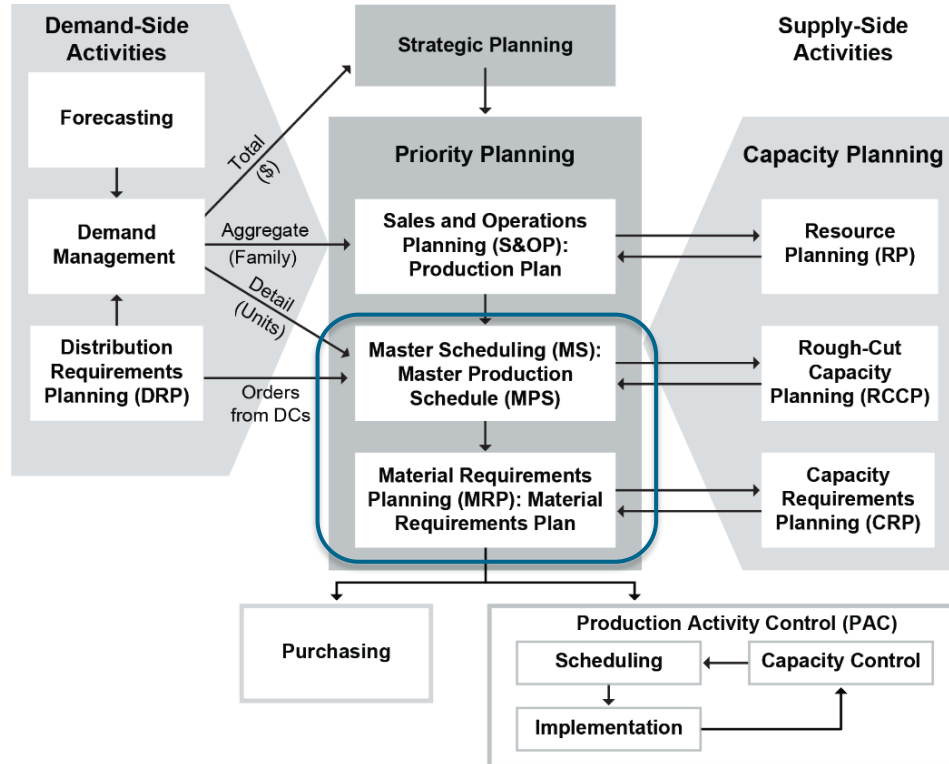 Demand-Side
Activities
Forecasting
Demand
Management
Distribution
Requirements
Planning (DRP)
Total
($)
Aggregate
(Family)
Detail
(Units)
Orders
from DCs
Strategic Planning
Priority Planning
Sales and Operations
Planning (S&OP):
Production Plan
Master Scheduling (MS):
Master Production
Schedule (MPS)
Material Requirements
Planning (MRP): Material
Requirements Plan
Supply-Side
Activities
Capacity Planning
Resource
Planning (RP)
Rough-Cut
Capacity
Planning (RCCP)
Capacity
Requirements
Planning (CRP)
Purchasing
Production Activity Control (PAC)
Scheduling
Capacity Control
Implementation